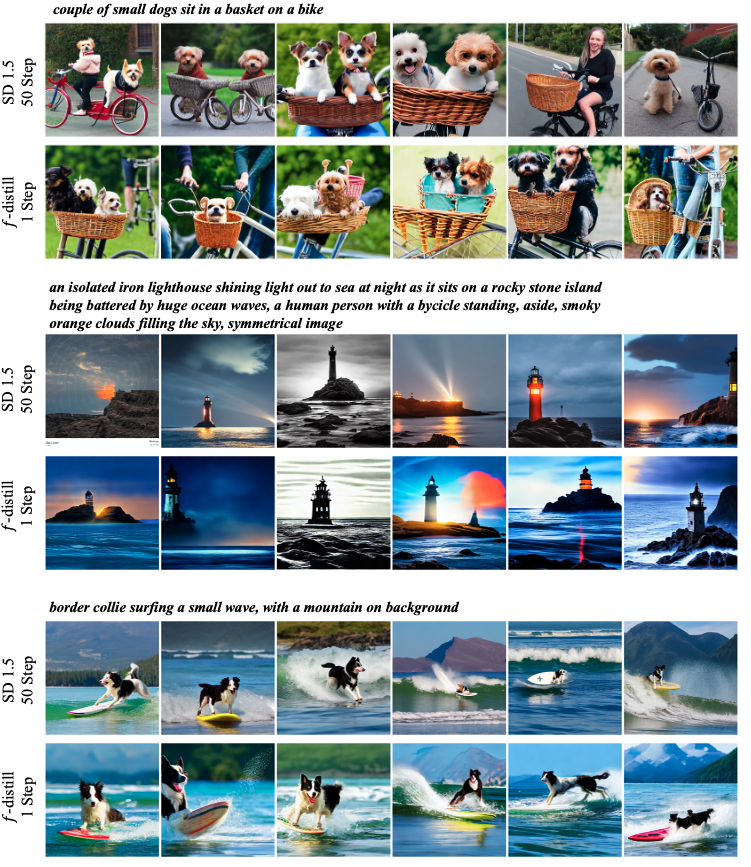 couple of small dogs sit in a basket on a bike
SD 1.5
50 Step
f-distill
1 Step
an isolated iron lighthouse shining light out to sea at night as it sits on a rocky stone island
being battered by huge ocean waves, a human person with a bycicle standing, aside, smoky
orange clouds filling the sky, symmetrical image
SD 1.5
50 Step
f-distill
1 Step
border collie surfing a small wave, with a mountain on background
SD 1.5
50 Step
f-distill
1 Step